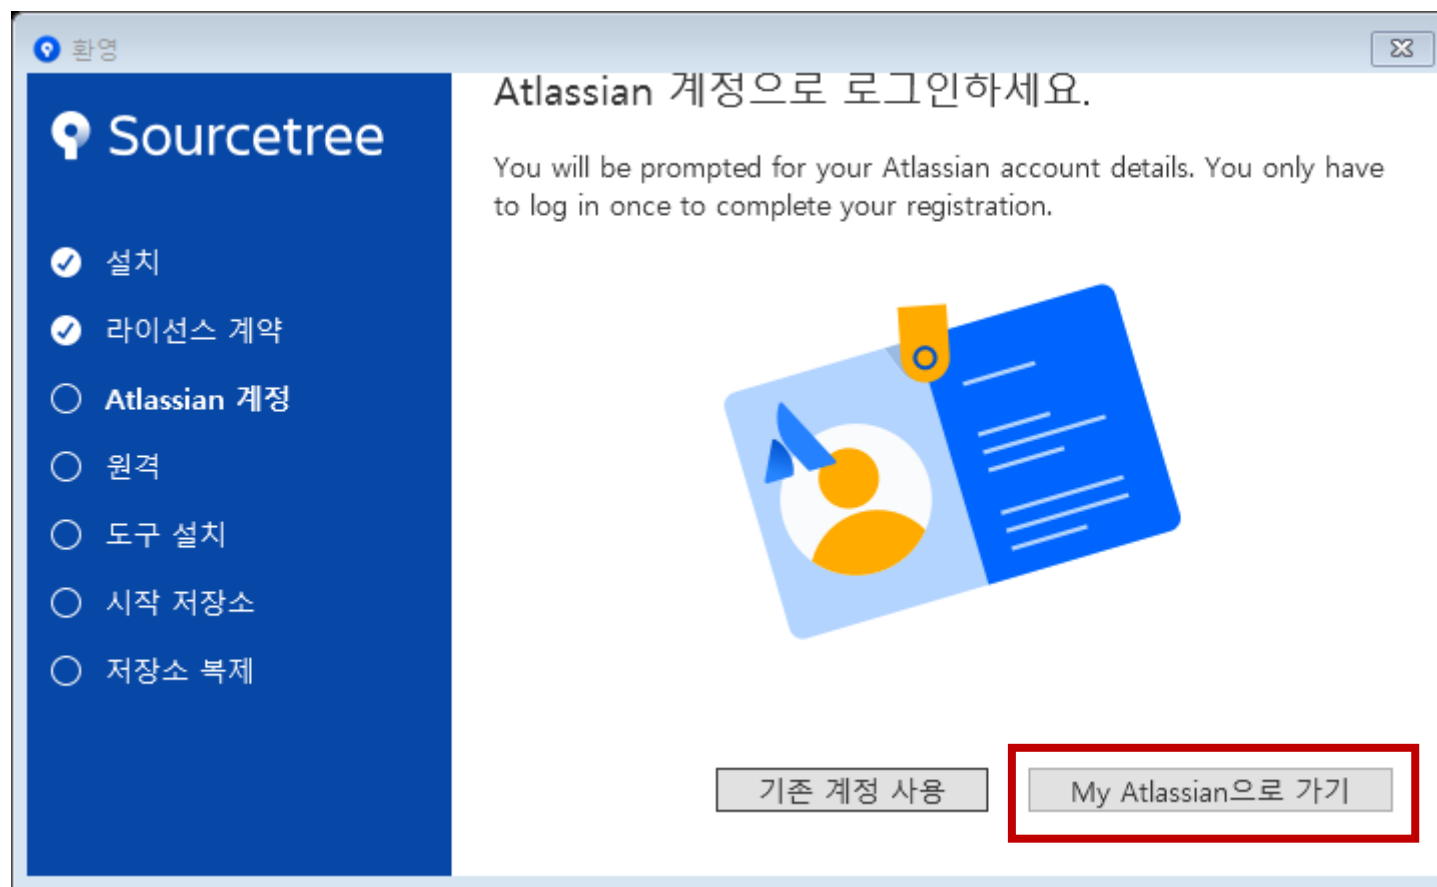 환영
Sourcetree
설치
라이선스 계약
Atlassian 계정
원격
도구 설치
시작 저장소
저장소 복제
Atlassian 계정으로 로그인하세요.
You will be prompted for your Atlassian account details. You only have
to log in once to complete your registration.
기존 계정 사용
My Atlassian으로 가기